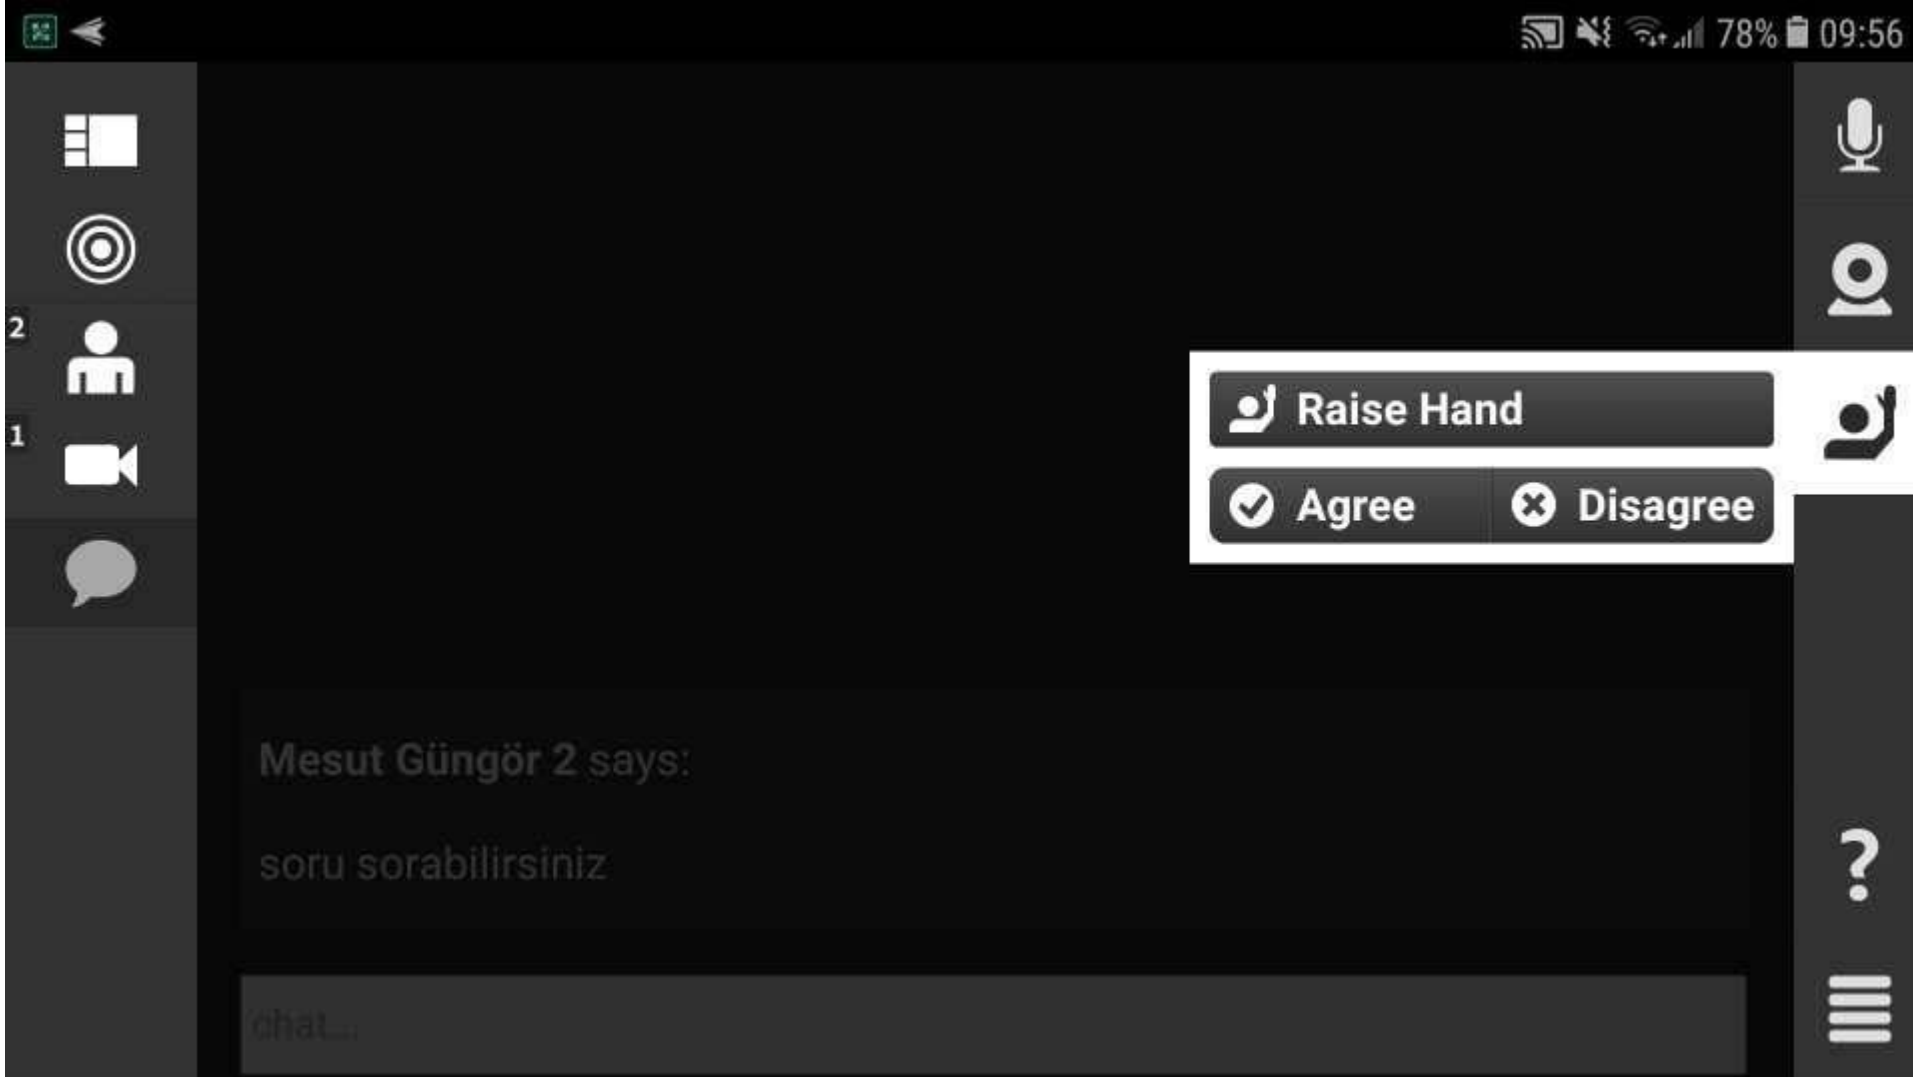 78% 09:56
2
1
Raise Hand
Agree Disagree
Mesut Güngör 2 says:
soru sorabilirsiniz
chat...
?